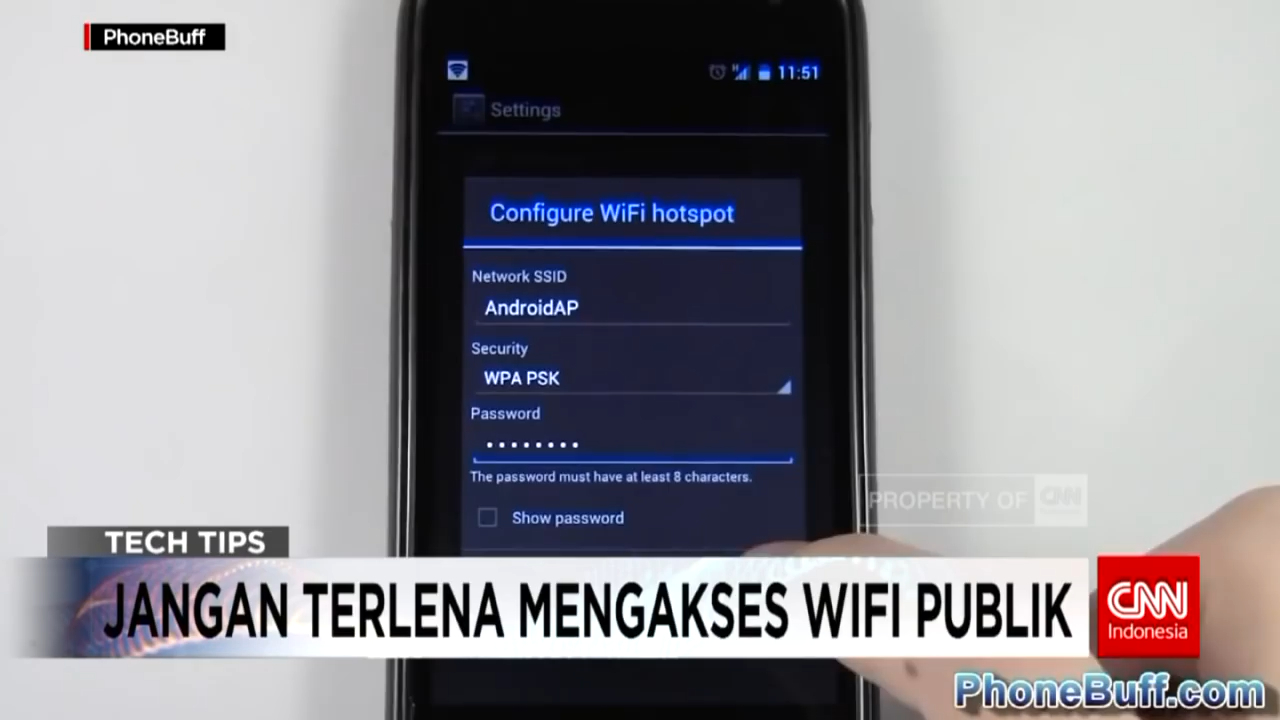 PhoneBuff
11:51
Settings
Configure WiFi hotspot
Network SSID
AndroidAP
Security
WPA PSK
Password
••••••••
The password must have at least 8 characters.
Show password
PROPERTY OF CNN
TECH TIPS
JANGAN TERLENA MENGAKSES WIFI PUBLIK
CNN
Indonesia
PhoneBuff.com